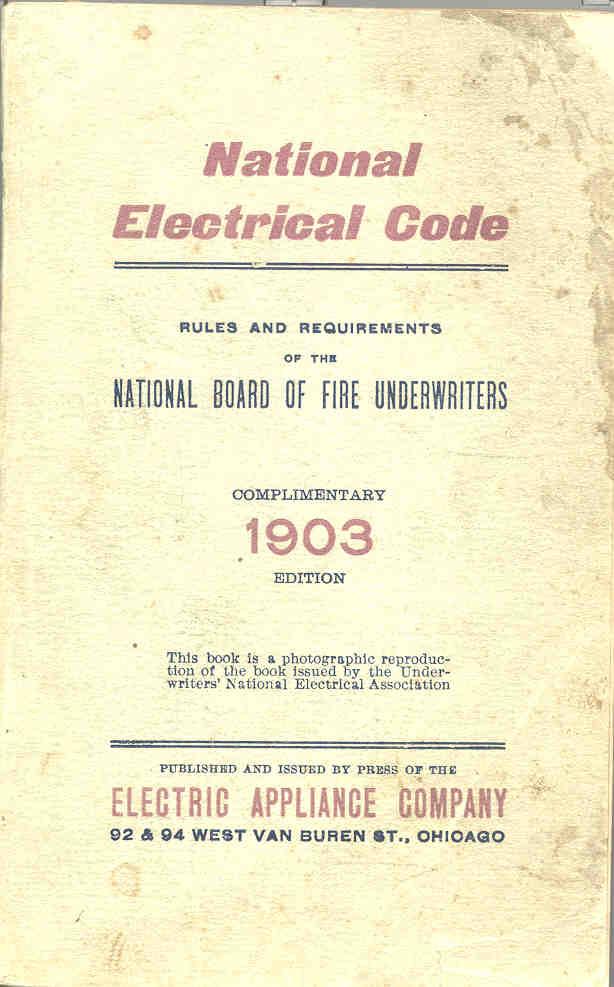 National
Electrical Code
RULES AND REQUIREMENTS
OF THE
NATIONAL BOARD OF FIRE UNDERWRITERS
COMPLIMENTARY
1903
EDITION
This book is a photographic reproduc-
tion of the book issued by the Under-
writers' National Electrical Association
PUBLISHED AND ISSUED BY PRESS OF THE
ELECTRIC APPLIANCE COMPANY
92 & 94 WEST VAN BUREN ST., CHICAGO